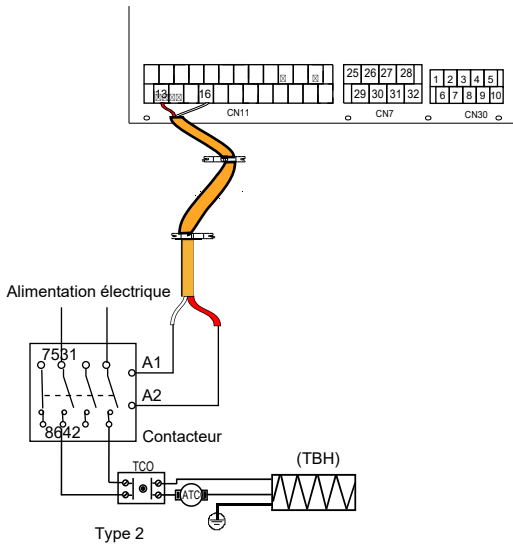 25 26 27 28
1 2 3 4 5
13 16
29 30 31 32
6 7 8 9 10
CN11
CN7
CN30
Alimentation électrique
7531
A1
A2
8642
Contacteur
TCO
(TBH)
ATC
Type 2